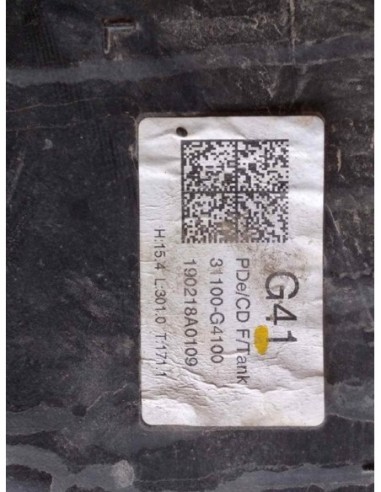 G41
PDe/CD F/Tank
31100-G4100
190218A0109
H:15.4 L:301.0 T:171.1